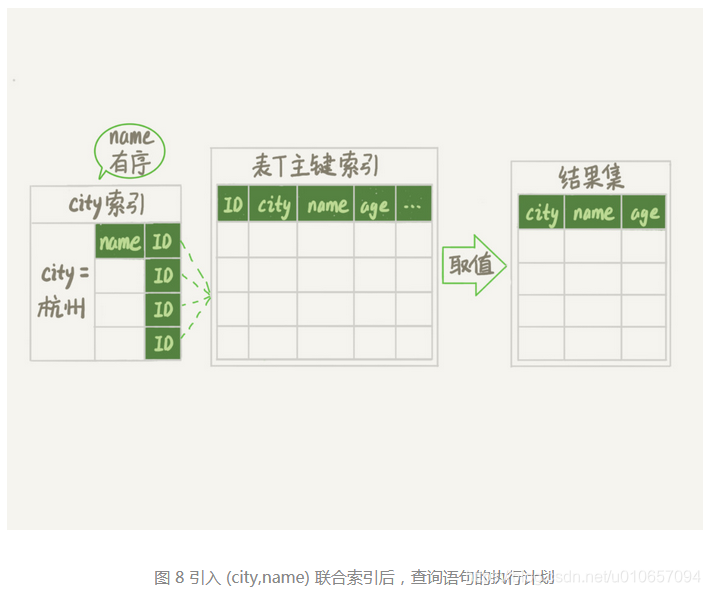 name
有序
city索引
name ID
city =
杭州
ID
ID
ID
表T主键索引
ID city name age ...
取值
结果集
city name age
图 8 引入 (city,name) 联合索引后，查询语句的执行计划
sdn.net/u010657094